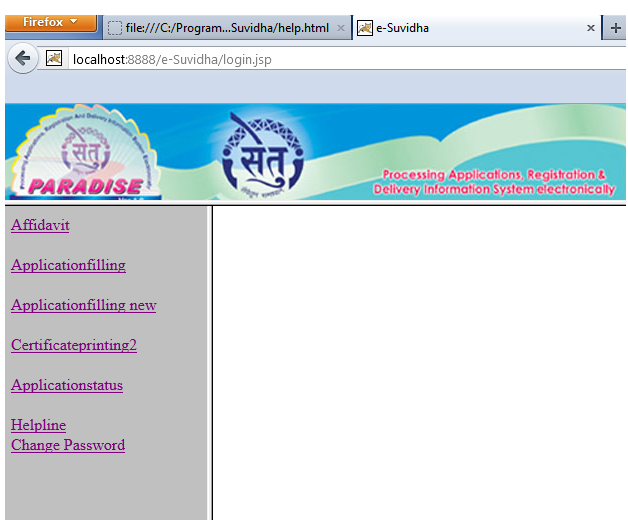 Firefox
file:///C:/Program...Suvidha/help.html
e-Suvidha
localhost:8888/e-Suvidha/login.jsp
सेतु
PARADISE
सेतु
Processing Applications, Registration &
Delivery Information System electronically
Affidavit
Applicationfilling
Applicationfilling new
Certificateprinting2
Applicationstatus
Helpline
Change Password